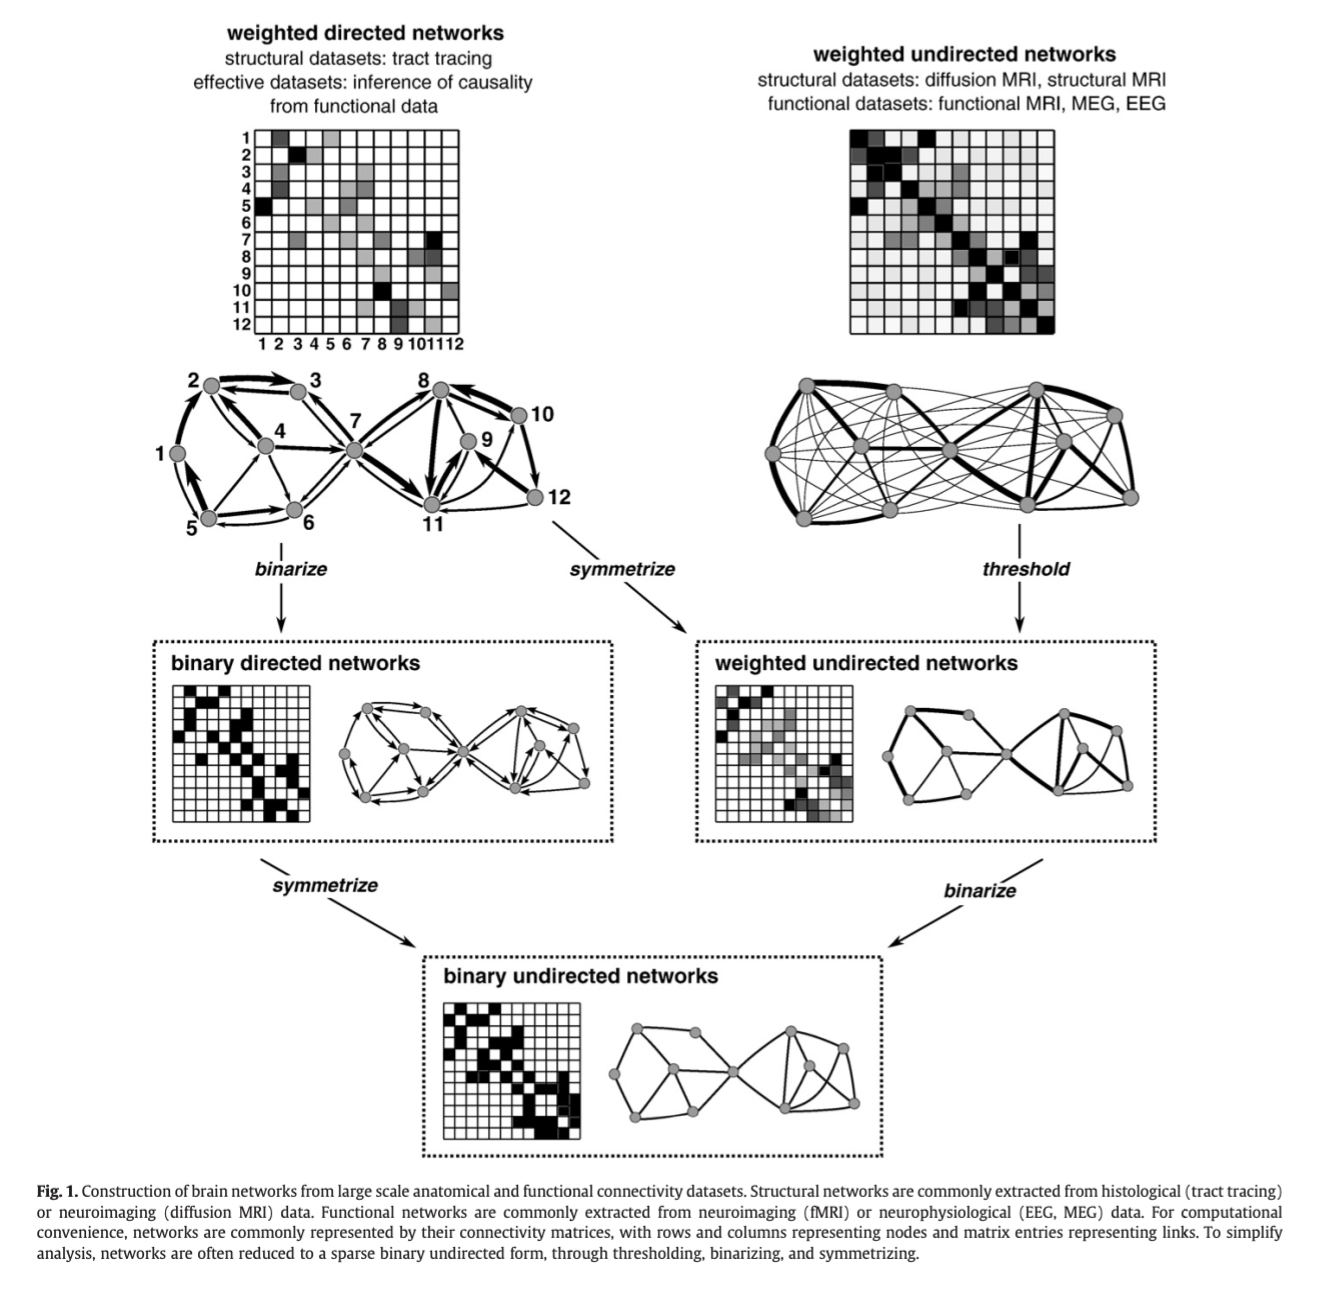 weighted directed networks
structural datasets: tract tracing
effective datasets: inference of causality
from functional data
weighted undirected networks
structural datasets: diffusion MRI, structural MRI
functional datasets: functional MRI, MEG, EEG
1
2
3
4
5
6
7
8
9
10
11
12
1 2 3 4 5 6 7 8 9 10 11 12
2
3
8
10
7
4
9
1
12
5
6
11
binarize
symmetrize
threshold
binary directed networks
weighted undirected networks
symmetrize
binarize
binary undirected networks
Fig. 1. Construction of brain networks from large scale anatomical and functional connectivity datasets. Structural networks are commonly extracted from histological (tract tracing)
or neuroimaging (diffusion MRI) data. Functional networks are commonly extracted from neuroimaging (fMRI) or neurophysiological (EEG, MEG) data. For computational
convenience, networks are commonly represented by their connectivity matrices, with rows and columns representing nodes and matrix entries representing links. To simplify
analysis, networks are often reduced to a sparse binary undirected form, through thresholding, binarizing, and symmetrizing.